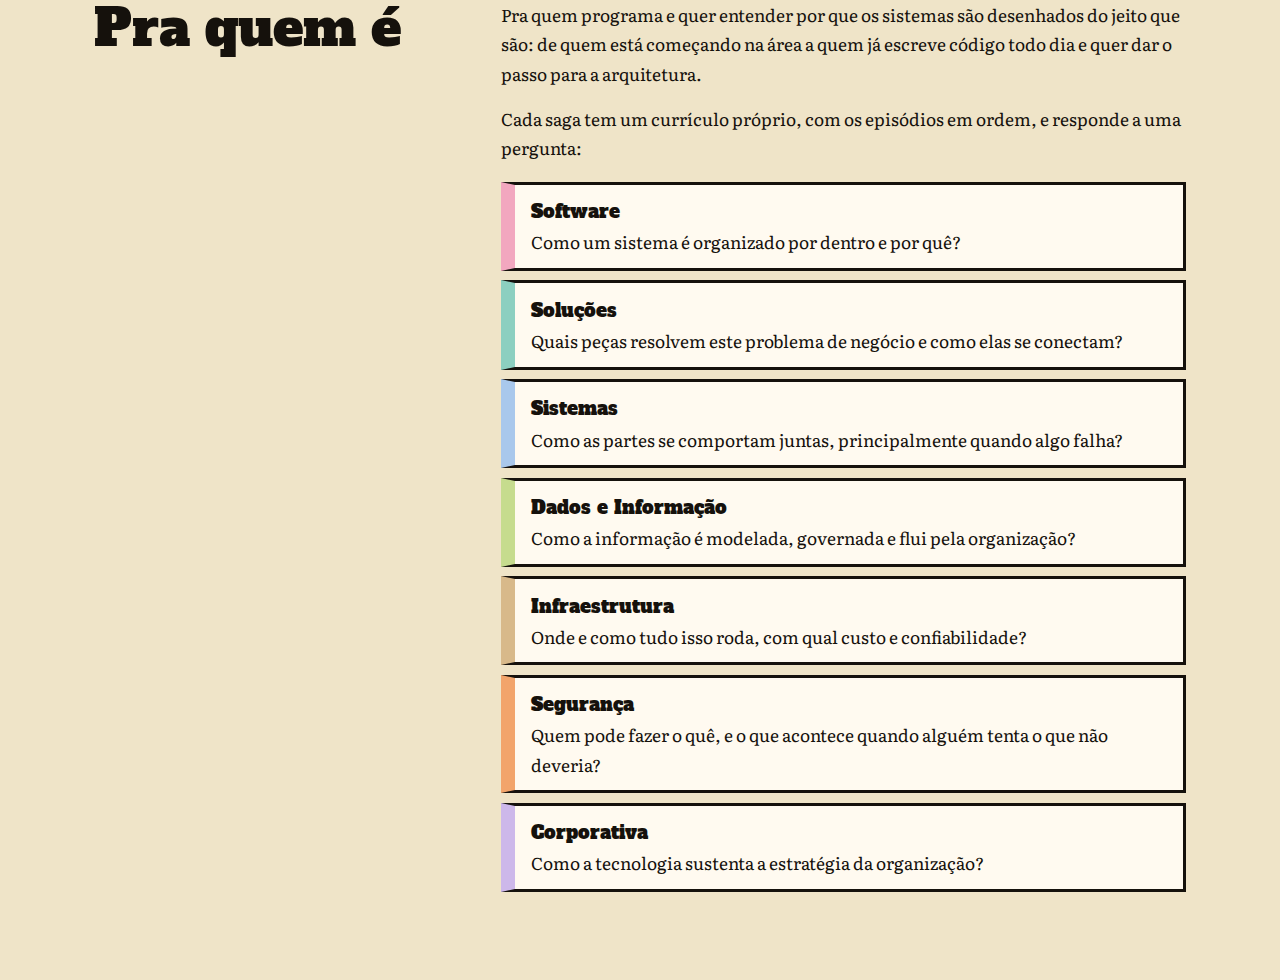 Pra quem é
Pra quem programa e quer entender por que os sistemas são desenhados do jeito que
são: de quem está começando na área a quem já escreve código todo dia e quer dar o
passo para a arquitetura.
Cada saga tem um currículo próprio, com os episódios em ordem, e responde a uma
pergunta:
Software
Como um sistema é organizado por dentro e por quê?
Soluções
Quais peças resolvem este problema de negócio e como elas se conectam?
Sistemas
Como as partes se comportam juntas, principalmente quando algo falha?
Dados e Informação
Como a informação é modelada, governada e flui pela organização?
Infraestrutura
Onde e como tudo isso roda, com qual custo e confiabilidade?
Segurança
Quem pode fazer o quê, e o que acontece quando alguém tenta o que não
deveria?
Corporativa
Como a tecnologia sustenta a estratégia da organização?